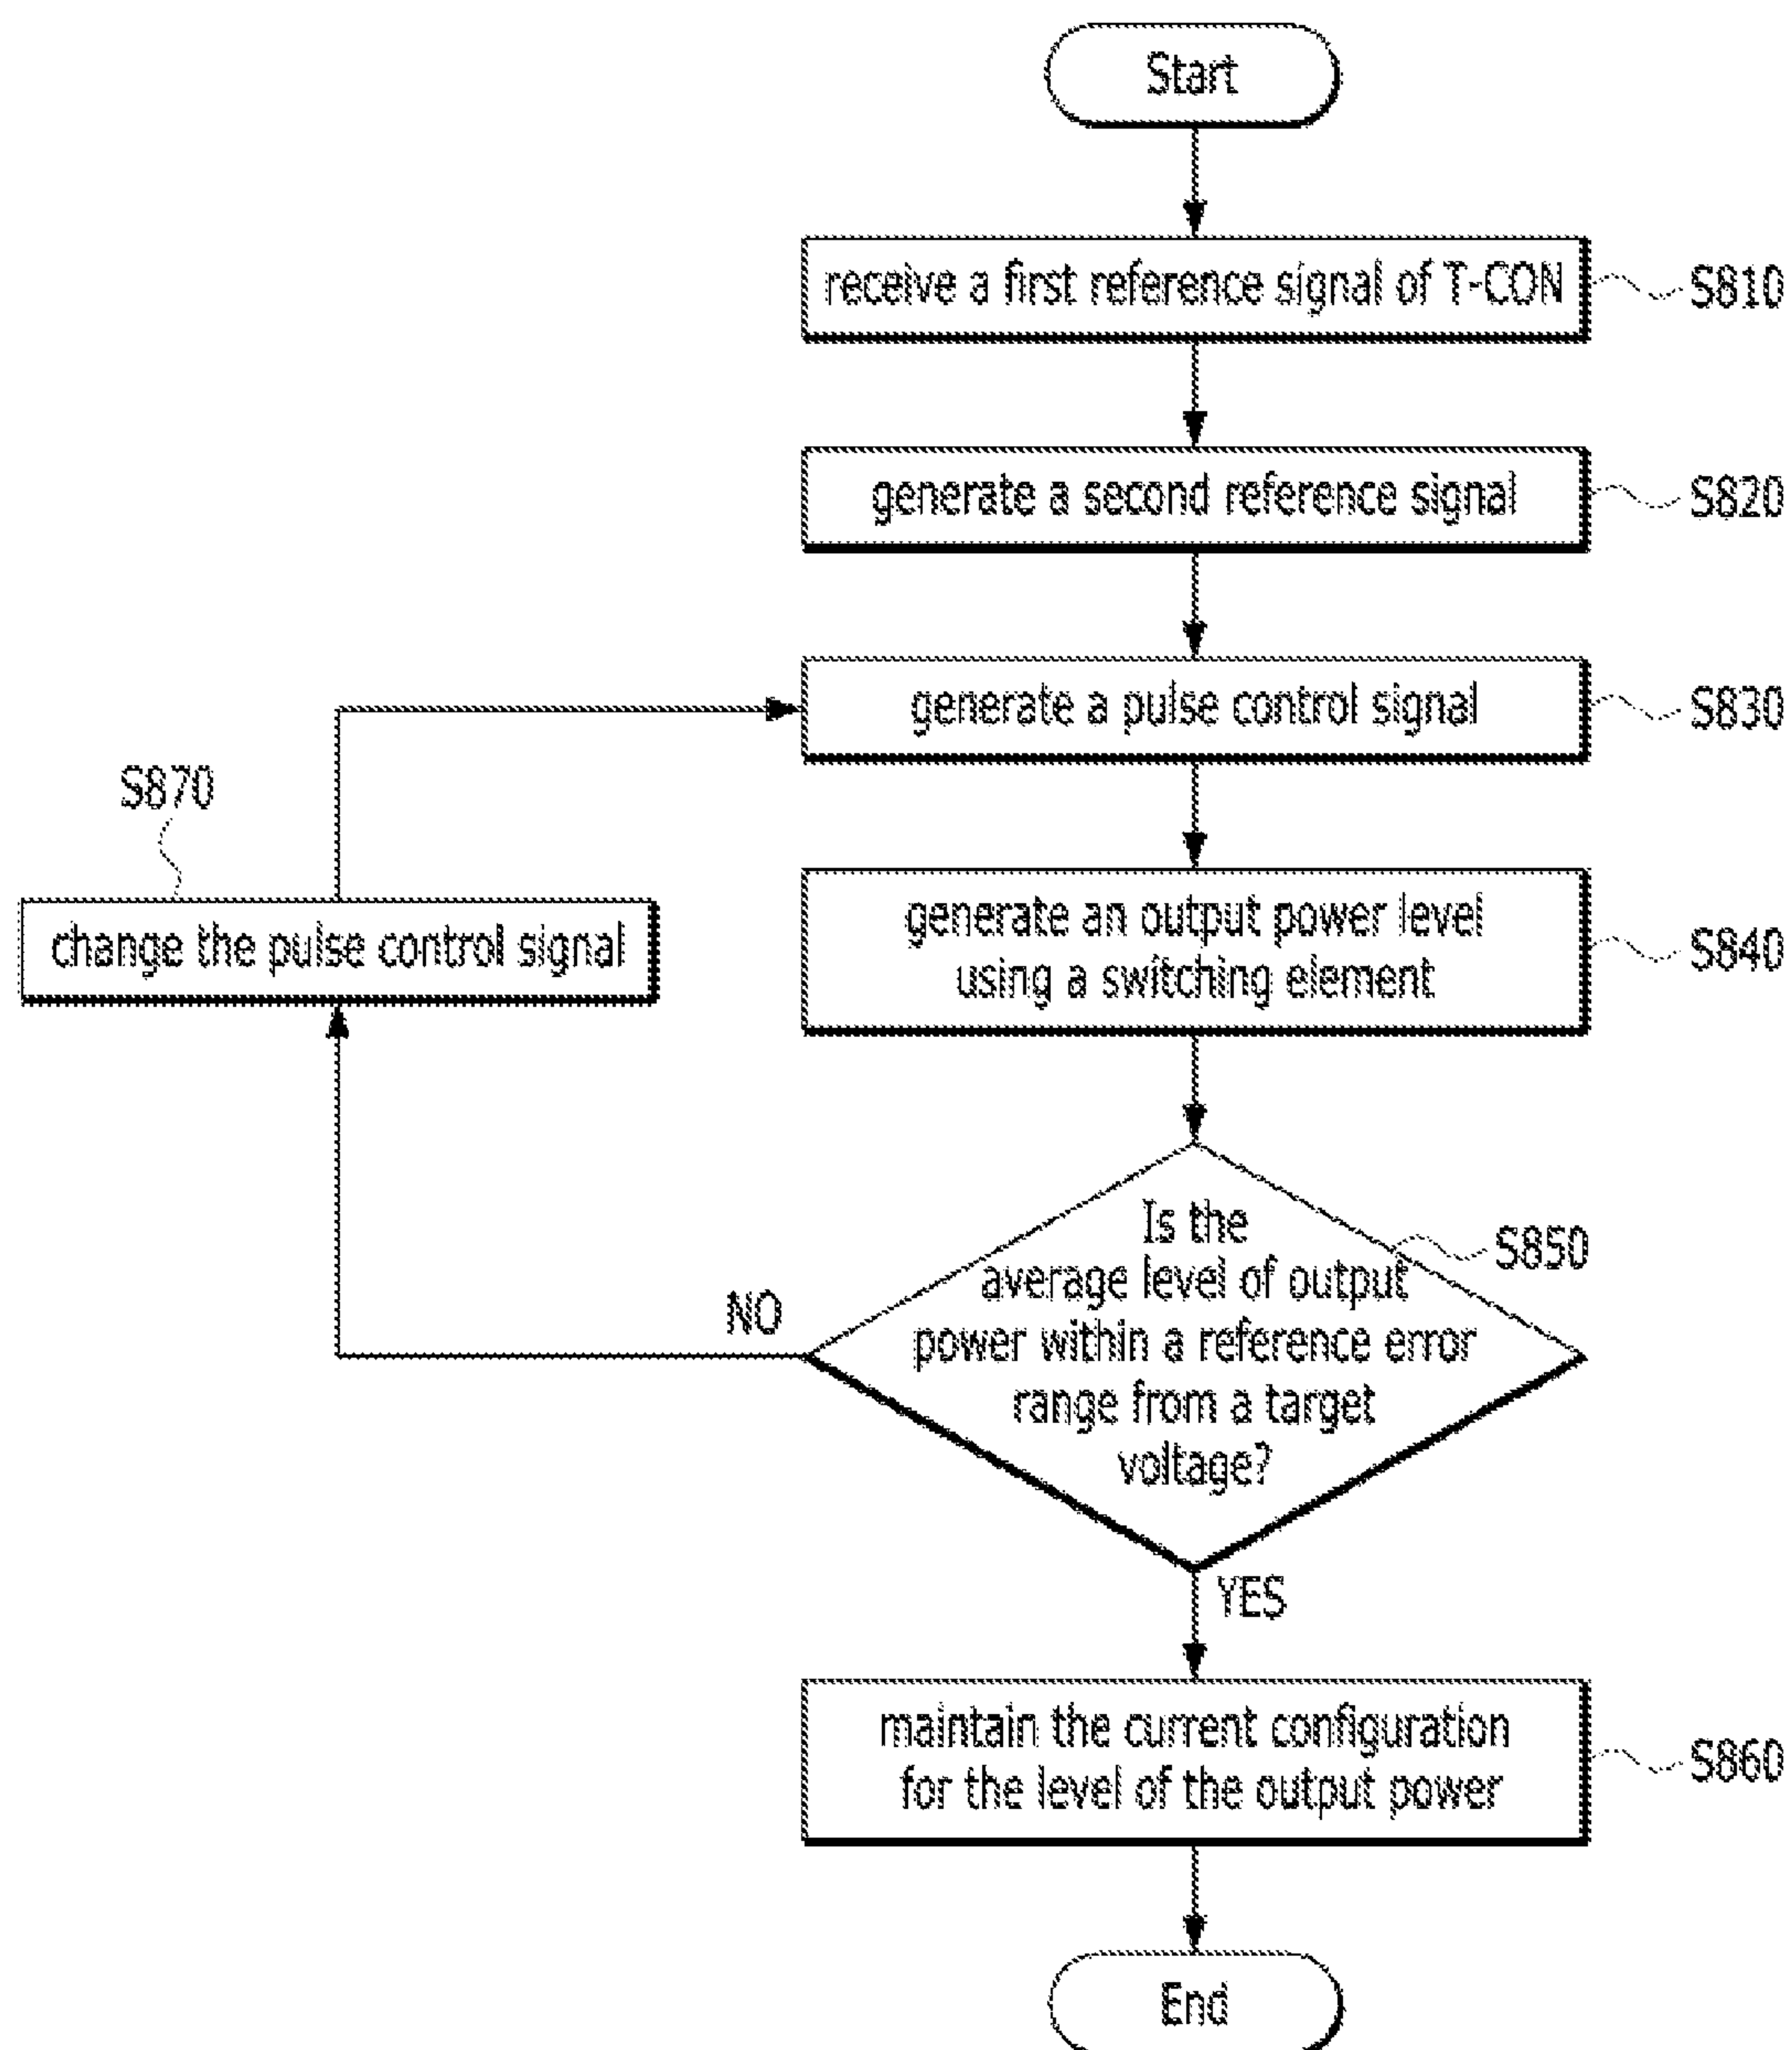 Start
receive a first reference signal of T-CON
S810
generate a second reference signal
S820
generate a pulse control signal
S830
S870
change the pulse control signal
generate an output power level
using a switching element
S840
Is the
average level of output
power within a reference error
range from a target
voltage?
S850
NO
YES
maintain the current configuration
for the level of the output power
S860
End